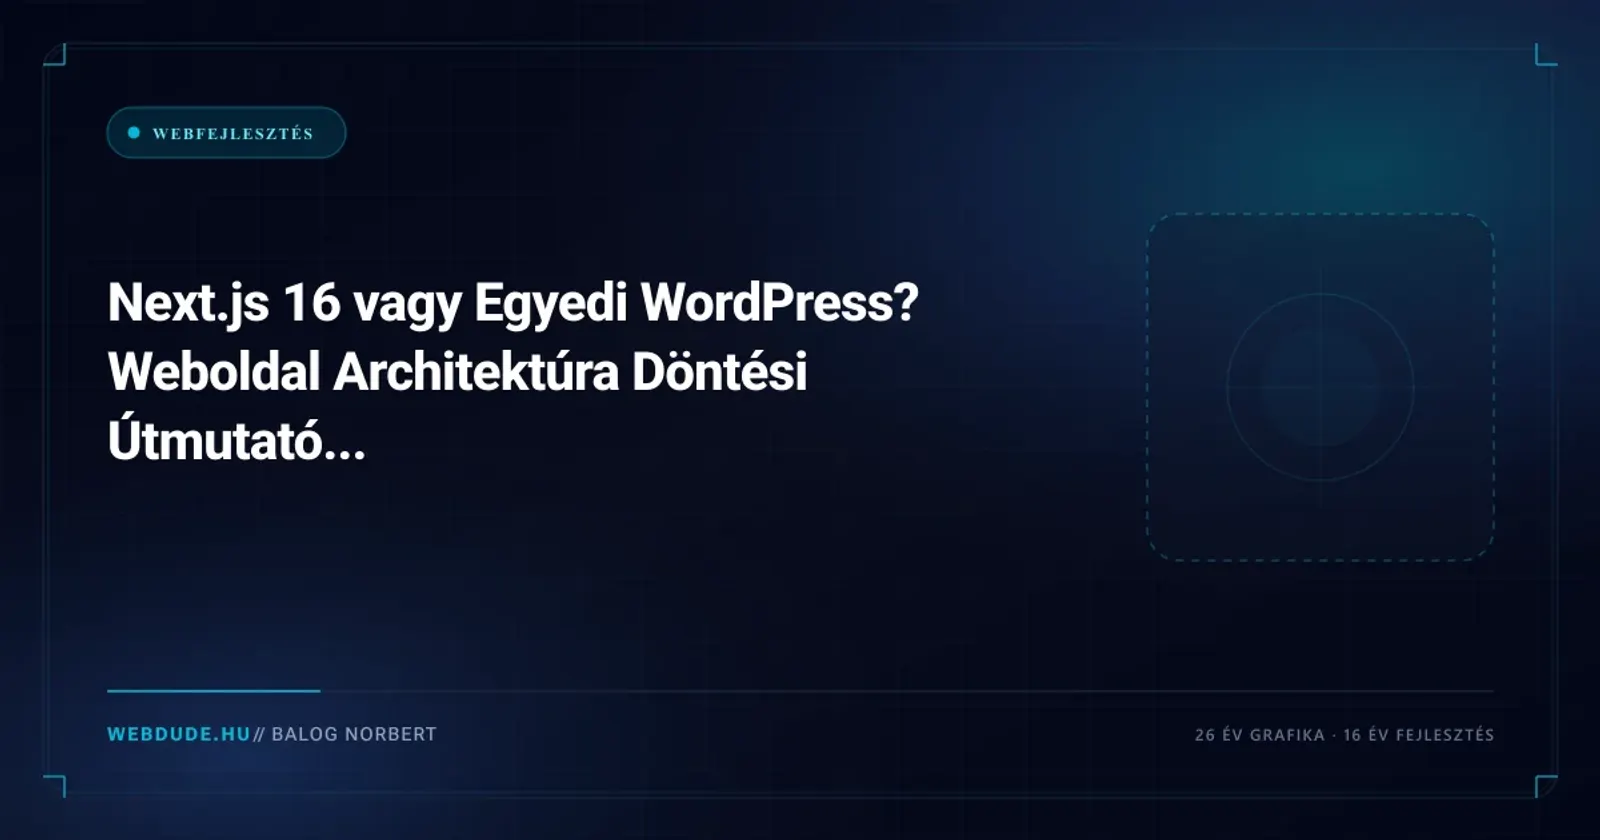 WEBFEJLESZTÉS
Next.js 16 vagy Egyedi WordPress?
Weboldal Architektúra Döntési
Útmutató...
WEBDUDE.HU // BALOG NORBERT
26 ÉV GRAFIKA · 16 ÉV FEJLESZTÉS